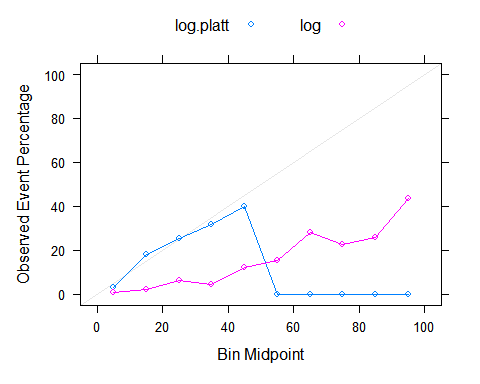 log.platt log
Observed Event Percentage
100
80
60
40
20
0
0 20 40 60 80 100
Bin Midpoint